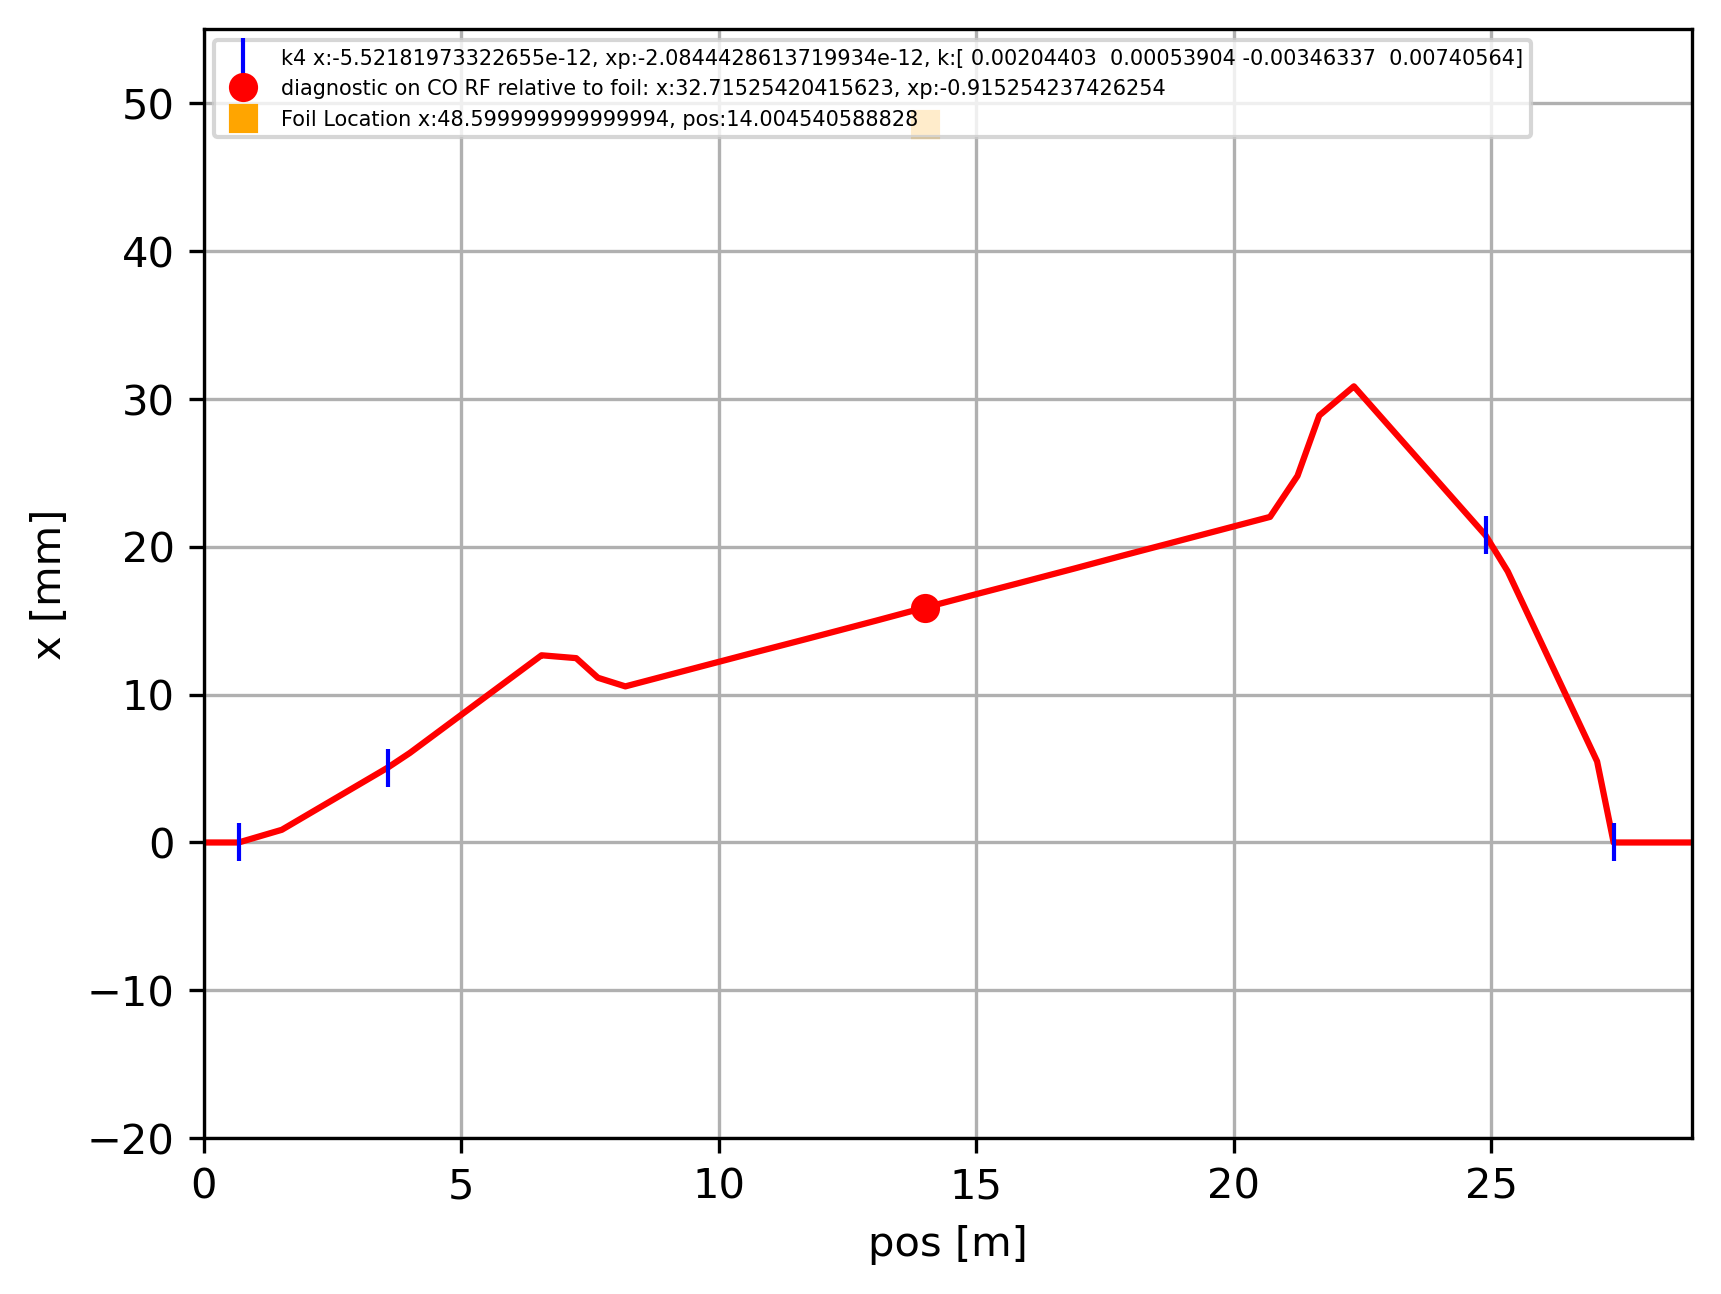 k4 x:-5.52181973322655e-12, xp:-2.0844428613719934e-12, k:[ 0.00204403  0.00053904 -0.00346337  0.00740564]
diagnostic on CO RF relative to foil: x:32.71525420415623, xp:-0.915254237426254
Foil Location x:48.599999999999994, pos:14.004540588828
50
40
30
20
10
0
−10
−20
x [mm]
0 5 10 15 20 25
pos [m]